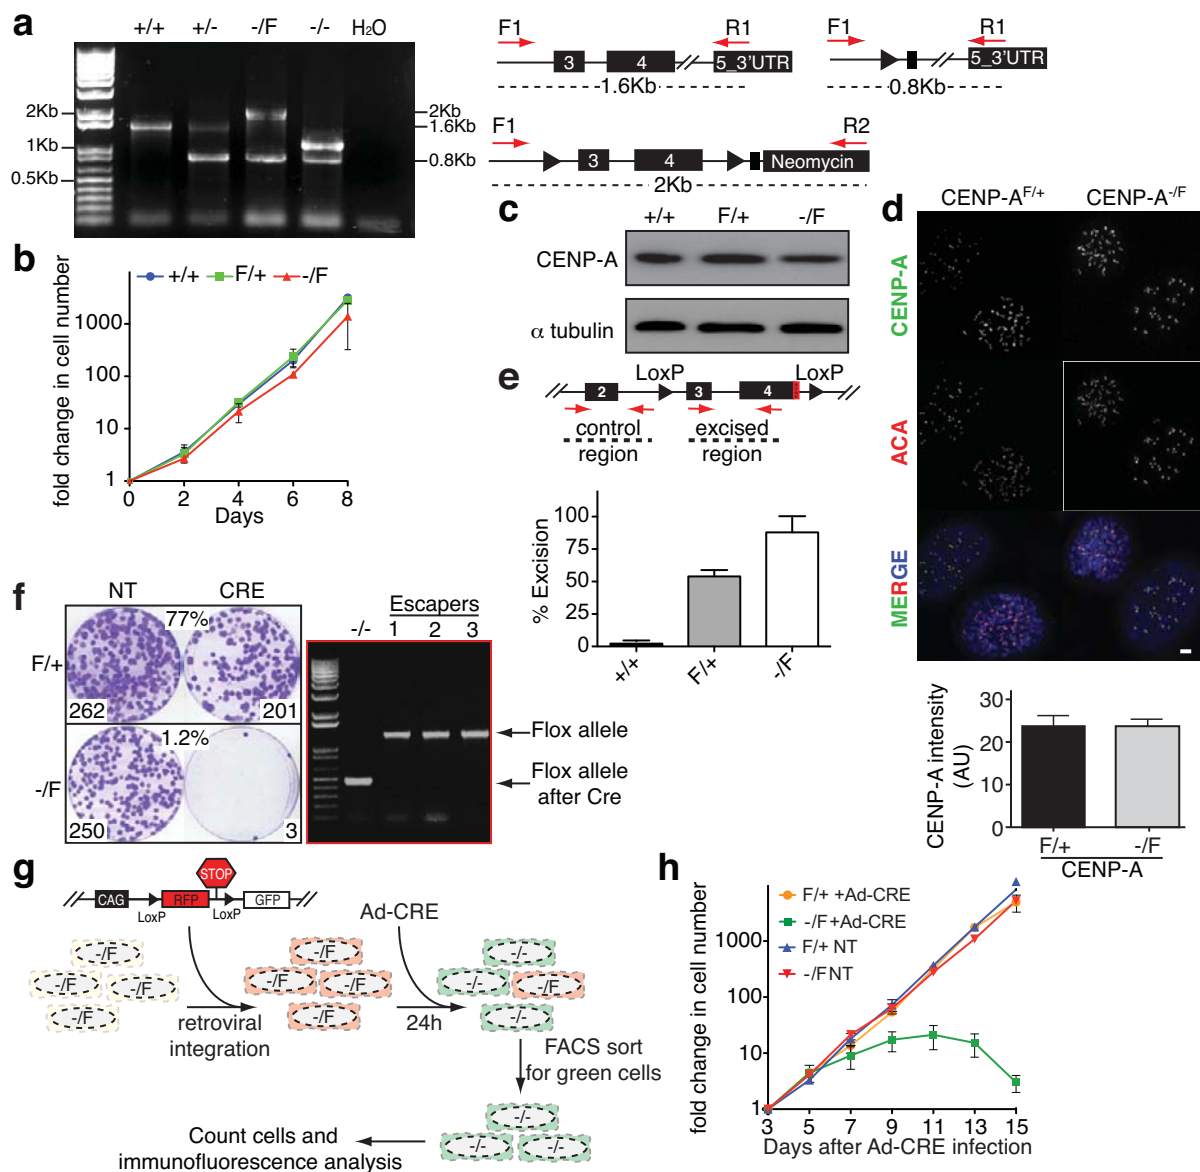 a
+/+ +/- -/F -/- H2O
2Kb
1Kb
0.5Kb
2Kb
1.6Kb
0.8Kb
F1 R1
3 4 5_3'UTR
1.6Kb
F1 R1
5_3'UTR
0.8Kb
F1 R2
3 4 Neomycin
2Kb
b
+/+ F/+ -/F
fold change in cell number
1000
100
10
1
0 2 4 6 8
Days
c
+/+ F/+ -/F
CENP-A
α tubulin
d
CENP-AF/+ CENP-A-/F
CENP-A
ACA
MERGE
CENP-A intensity
(AU)
30
20
10
0
F/+ -/F
CENP-A
e
LoxP LoxP
2 3 4
control
region
excised
region
% Excision
100
75
50
25
0
+/+ F/+ -/F
f
NT CRE
F/+
77%
262 201
-/F
1.2%
250 3
Escapers
-/- 1 2 3
Flox allele
Flox allele
after Cre
g
STOP
CAG RFP GFP
LoxP LoxP
-/F
-/F -/F
-/F
retroviral
integration
-/F
-/F -/F
-/F
Ad-CRE
24h
-/-
-/- -/F
-/-
FACS sort
for green cells
-/-
-/- -/-
Count cells and
immunofluorescence analysis
h
F/+ +Ad-CRE
-/F+Ad-CRE
F/+ NT
-/FNT
fold change in cell number
1000
100
10
1
3 5 7 9 11 13 15
Days after Ad-CRE infection